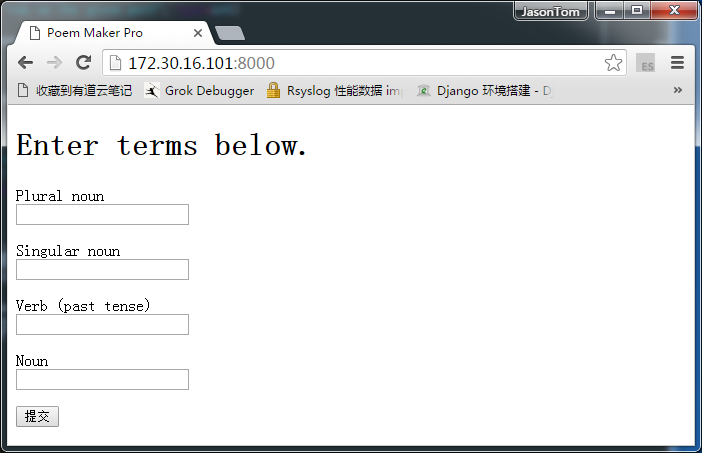 JasonTom
Poem Maker Pro
172.30.16.101:8000
ES
收藏到有道云笔记 Grok Debugger Rsyslog 性能数据 im Django 环境搭建 - D
Enter terms below.
Plural noun
Singular noun
Verb (past tense)
Noun
提交